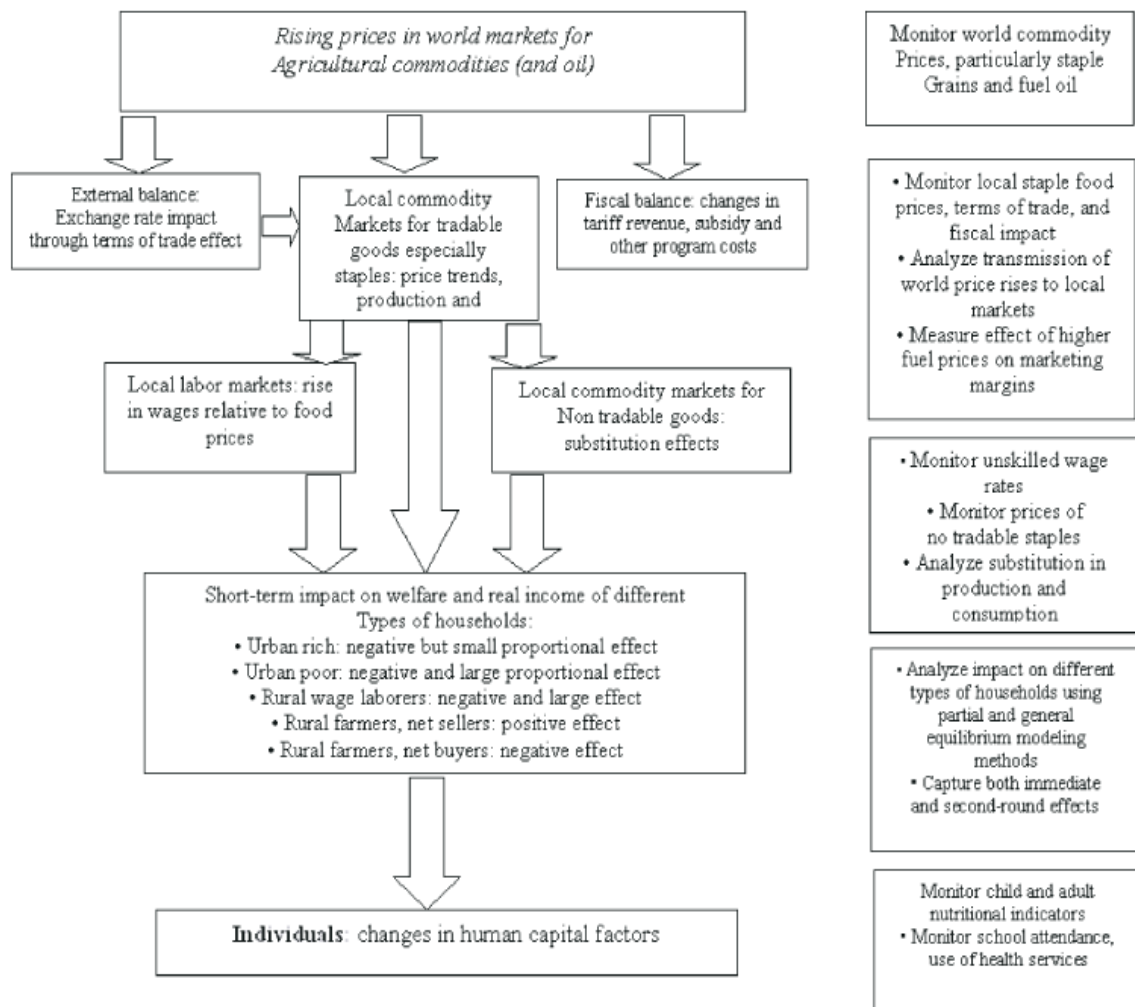 Rising prices in world markets for
Agricultural commodities (and oil)
External balance:
Exchange rate impact
through terms of trade effect
Local commodity
Markets for tradable
goods especially
staples: price trends,
production and
Fiscal balance: changes in
tariff revenue, subsidy and
other program costs
Local labor markets: rise
in wages relative to food
prices
Local commodity markets for
Non tradable goods:
substitution effects
Short-term impact on welfare and real income of different
Types of households:
• Urban rich: negative but small proportional effect
• Urban poor: negative and large proportional effect
• Rural wage laborers: negative and large effect
• Rural farmers, net sellers: positive effect
• Rural farmers, net buyers: negative effect
Individuals: changes in human capital factors
Monitor world commodity
Prices, particularly staple
Grains and fuel oil
• Monitor local staple food
prices, terms of trade, and
fiscal impact
• Analyze transmission of
world price rises to local
markets
• Measure effect of higher
fuel prices on marketing
margins
• Monitor unskilled wage
rates
• Monitor prices of
no tradable staples
• Analyze substitution in
production and
consumption
• Analyze impact on different
types of households using
partial and general
equilibrium modeling
methods
• Capture both immediate
and second-round effects
Monitor child and adult
nutritional indicators
• Monitor school attendance,
use of health services